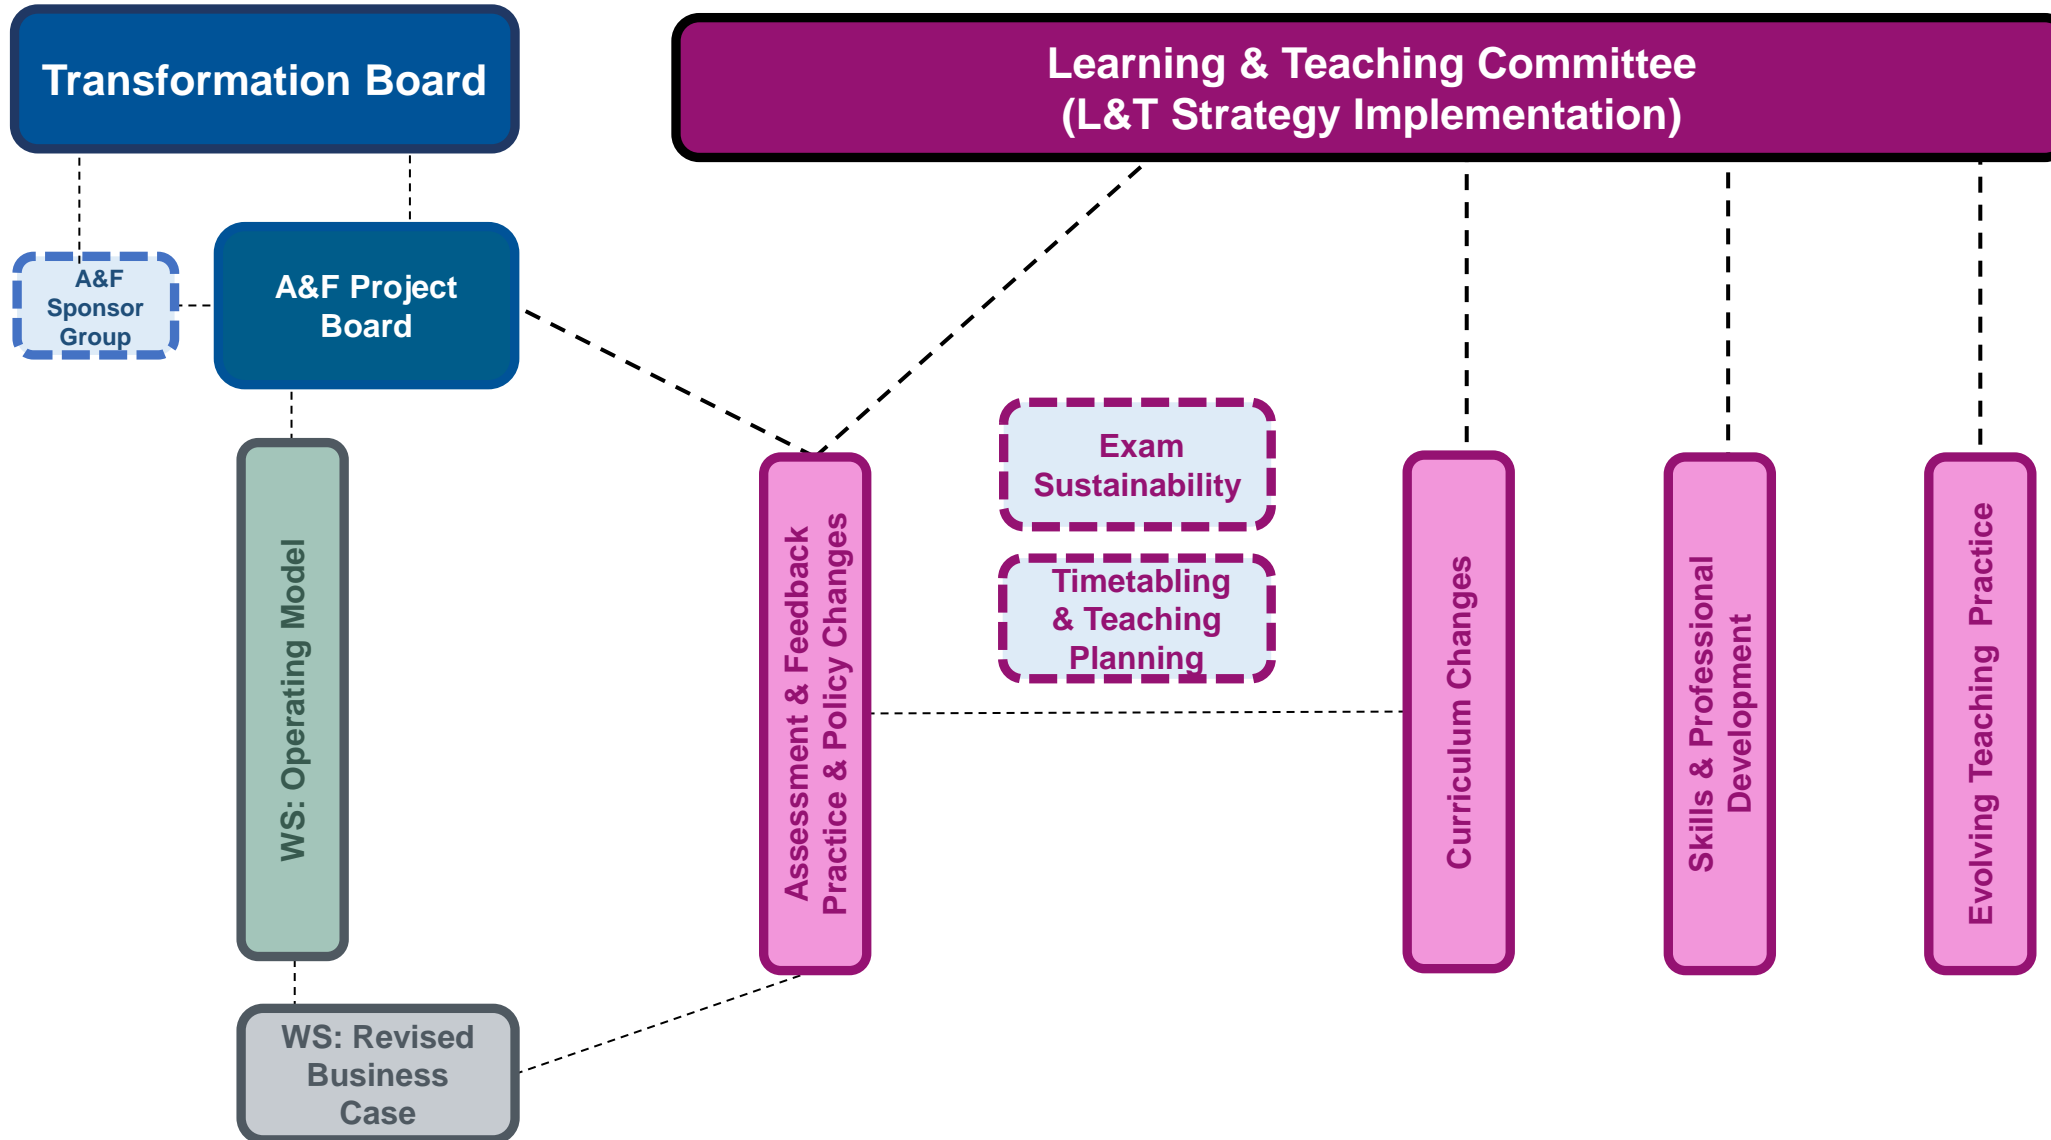 Transformation Board
Learning & Teaching Committee
(L&T Strategy Implementation)
A&F
Sponsor
Group
A&F Project
Board
Exam
Sustainability
Timetabling
& Teaching
Planning
WS: Operating Model
Assessment & Feedback
Practice & Policy Changes
Curriculum Changes
Skills & Professional
Development
Evolving Teaching Practice
WS: Revised
Business
Case